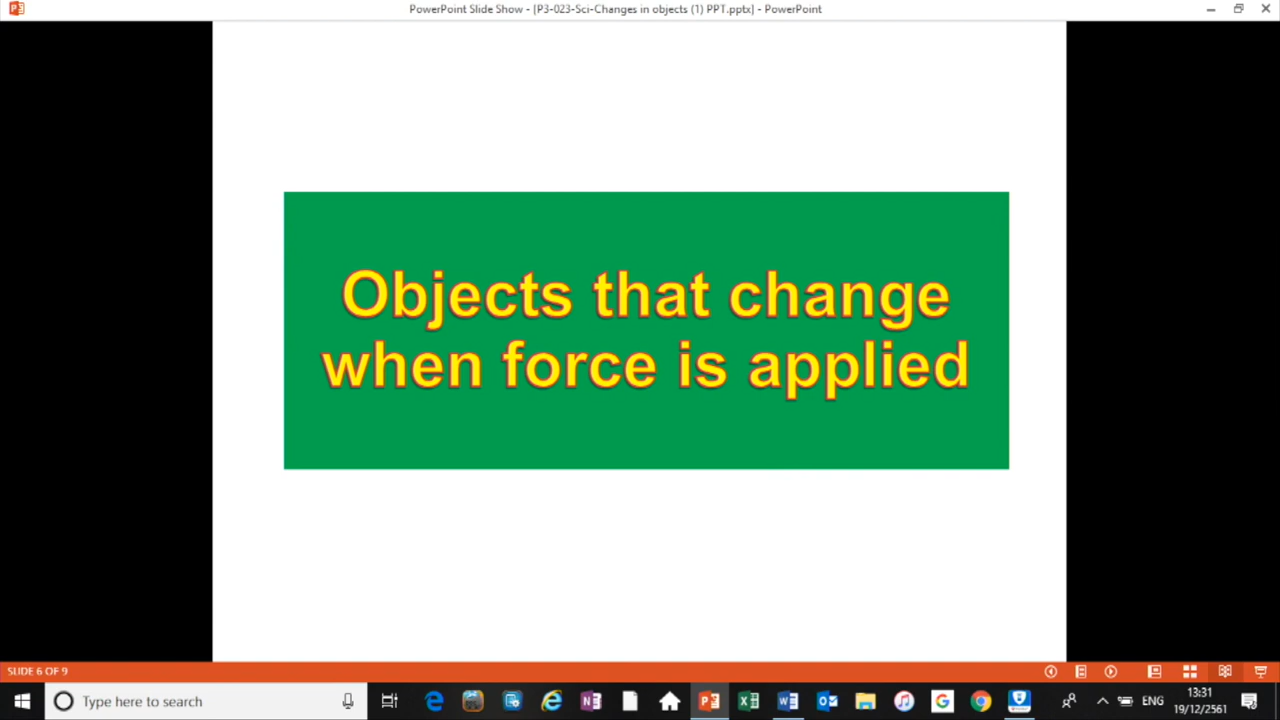 PowerPoint Slide Show - [P3-023-Sci-Changes in objects (1) PPT.pptx] - PowerPoint
Objects that change
when force is applied
SLIDE 6 OF 9
Type here to search
ENG
13:31
19/12/2561